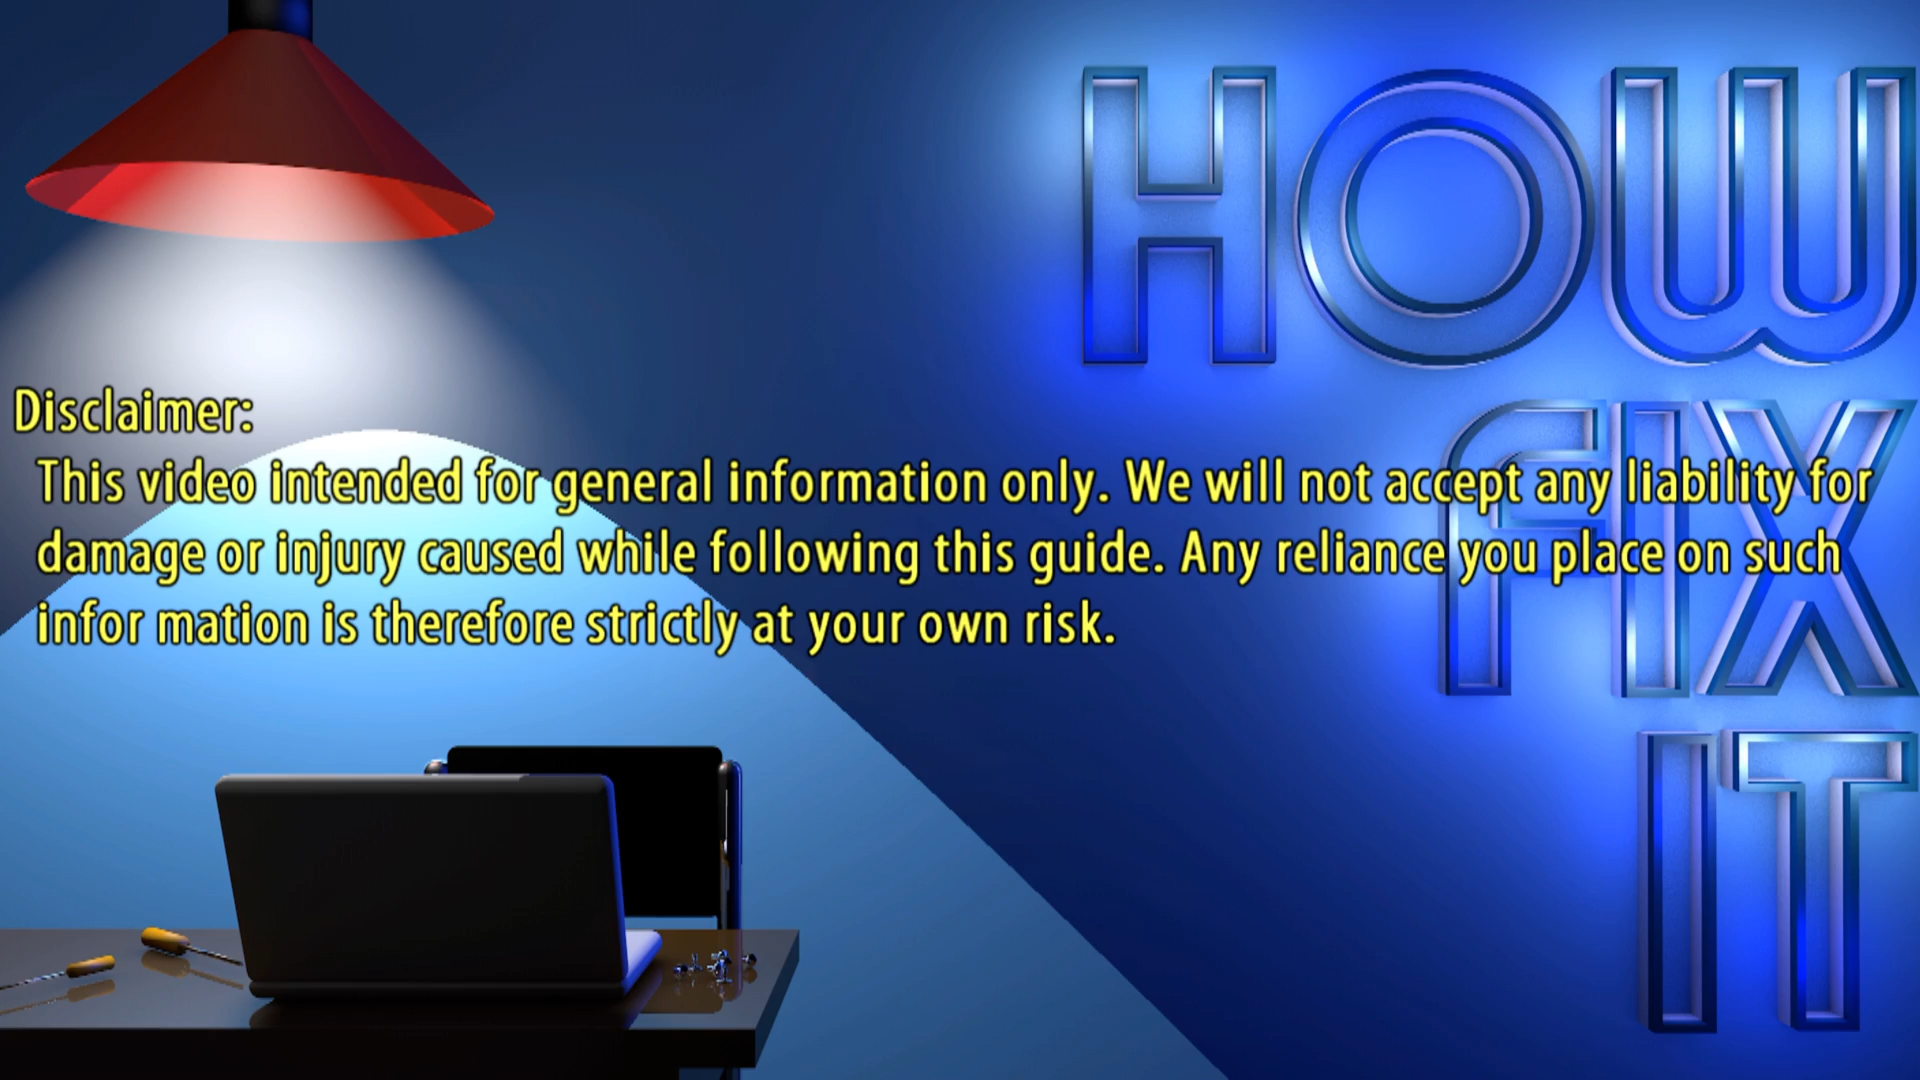 HOW
FIX
IT
Disclaimer:
This video intended for general information only. We will not accept any liability for
damage or injury caused while following this guide. Any reliance you place on such
infor mation is therefore strictly at your own risk.